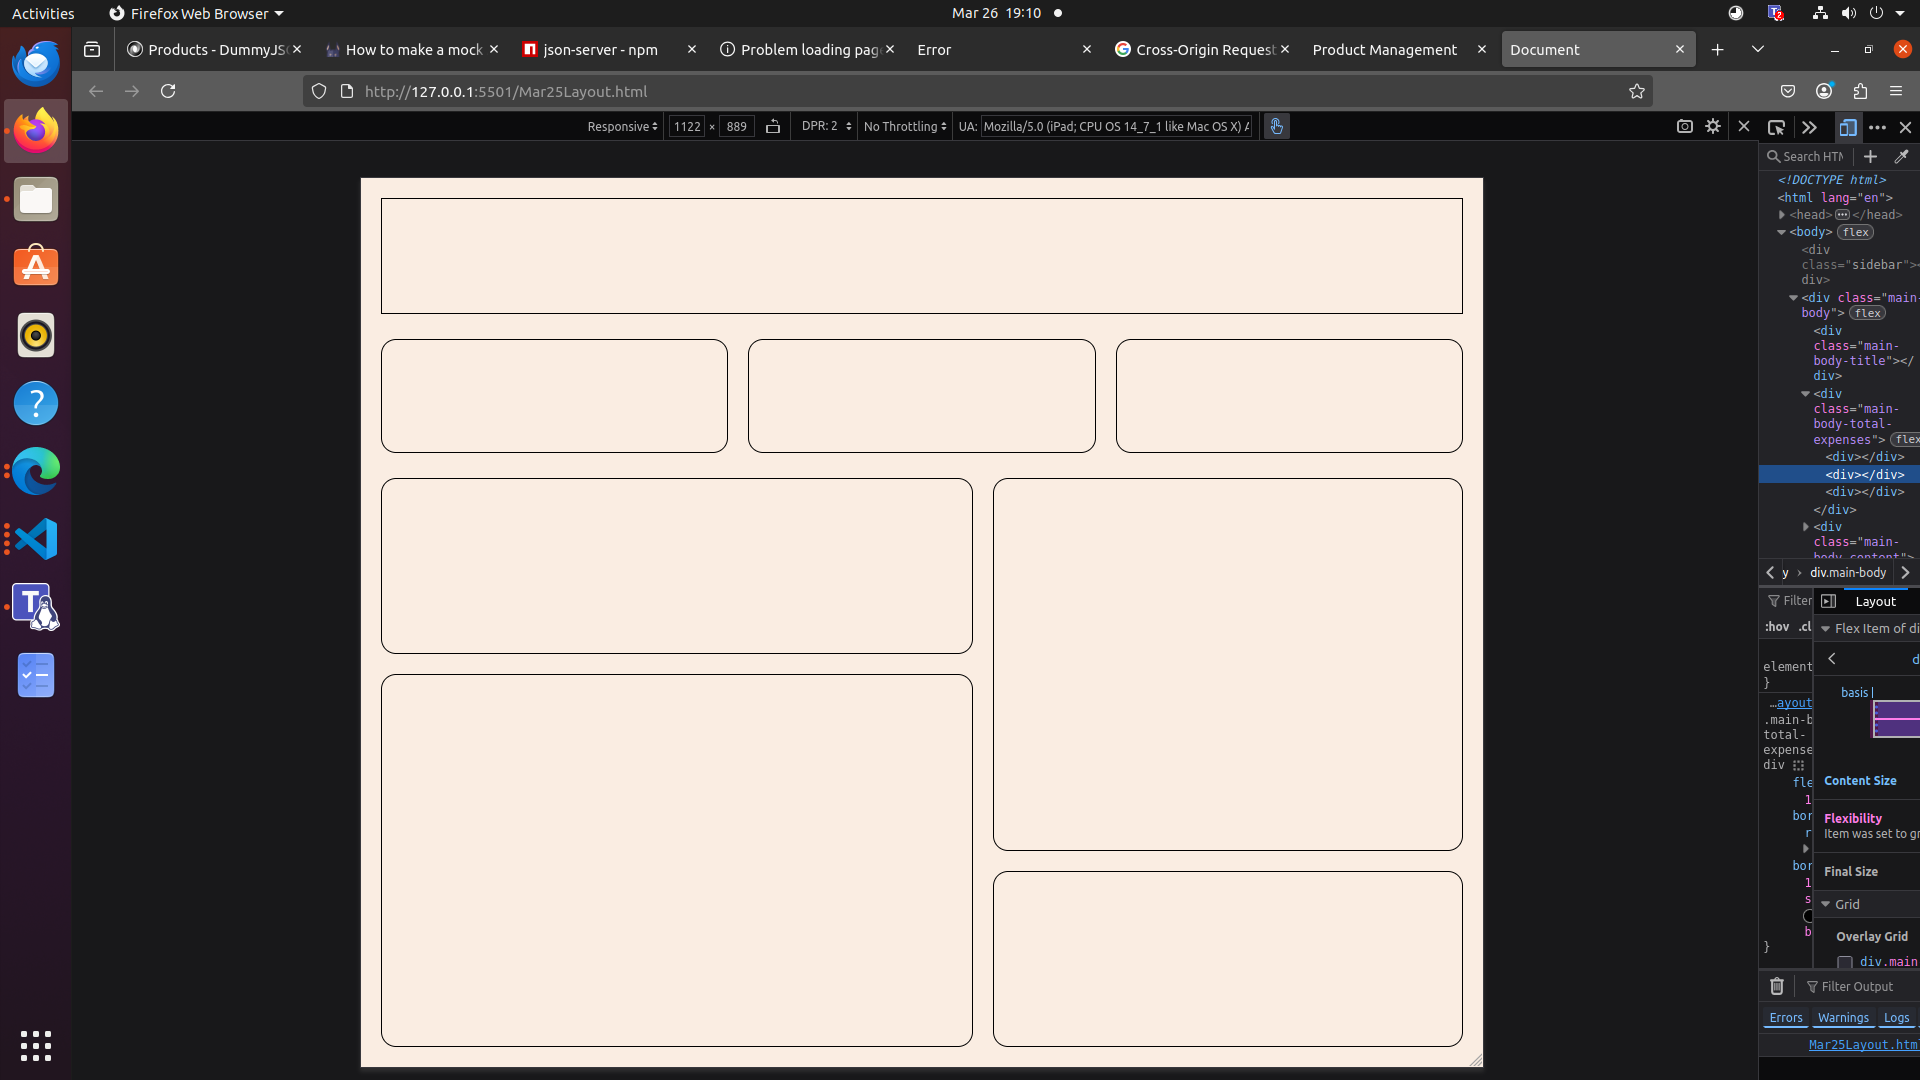 Activities
Firefox Web Browser
Mar 26 19:10
Products - DummyJS
How to make a mock
json-server - npm
Problem loading pag
Error
Cross-Origin Request
Product Management
Document
http://127.0.0.1:5501/Mar25Layout.html
Responsive
1122 × 889
DPR: 2
No Throttling
UA: Mozilla/5.0 (iPad; CPU OS 14_7_1 like Mac OS X) A
Search HTM
<!DOCTYPE html>
<html lang="en">
<head> </head>
<body> flex
<div
class="sidebar"><
div>
<div class="main-
body"> flex
<div
class="main-
body-title"></
div>
<div
class="main-
body-total-
expenses"> flex
<div></div>
<div></div>
<div></div>
</div>
<div
class="main-
body-content">
y › div.main-body
Filter
Layout
:hov .cl
Flex Item of di
element
}
d
basis
…ayout
.main-b
total-
expense
div
fle
1
bor
r
bor
1
s
b
}
Content Size
Flexibility
Item was set to gr
Final Size
Grid
Overlay Grid
div.main
Filter Output
Errors
Warnings
Logs
Mar25Layout.html